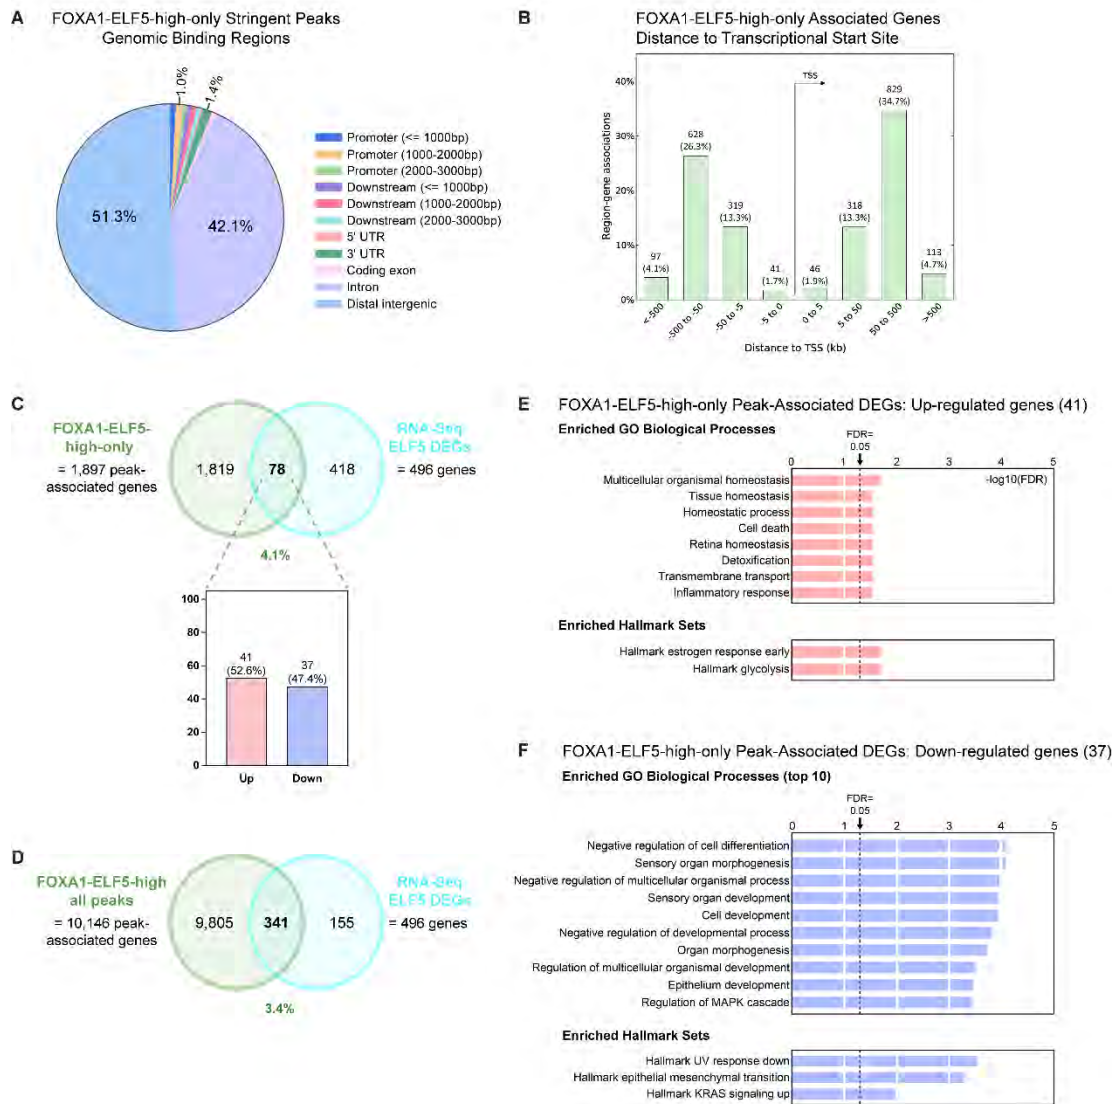 A
FOXA1-ELF5-high-only Stringent Peaks
Genomic Binding Regions
1.0%
1.4%
51.3%
42.1%
Promoter (<= 1000bp)
Promoter (1000-2000bp)
Promoter (2000-3000bp)
Downstream (<= 1000bp)
Downstream (1000-2000bp)
Downstream (2000-3000bp)
5' UTR
3' UTR
Coding exon
Intron
Distal intergenic
B
FOXA1-ELF5-high-only Associated Genes
Distance to Transcriptional Start Site
Region-gene associations
40%
30%
20%
10%
0%
TSS
97
(4.1%)
628
(26.3%)
319
(13.3%)
41
(1.7%)
46
(1.9%)
318
(13.3%)
829
(34.7%)
113
(4.7%)
<-500
-500 to -50
-50 to -5
-5 to 0
0 to 5
5 to 50
50 to 500
>500
Distance to TSS (kb)
C
FOXA1-ELF5-
high-only
= 1,897 peak-
associated genes
1,819
78
418
RNA-Seq
ELF5 DEGs
= 496 genes
4.1%
100
80
60
40
20
0
41
(52.6%)
37
(47.4%)
Up
Down
D
FOXA1-ELF5-high
all peaks
= 10,146 peak-
associated genes
9,805
341
155
RNA-Seq
ELF5 DEGs
= 496 genes
3.4%
E
FOXA1-ELF5-high-only Peak-Associated DEGs: Up-regulated genes (41)
Enriched GO Biological Processes
FDR=
0.05
0 1 2 3 4 5
-log10(FDR)
Multicellular organismal homeostasis
Tissue homeostasis
Homeostatic process
Cell death
Retina homeostasis
Detoxification
Transmembrane transport
Inflammatory response
Enriched Hallmark Sets
Hallmark estrogen response early
Hallmark glycolysis
F
FOXA1-ELF5-high-only Peak-Associated DEGs: Down-regulated genes (37)
Enriched GO Biological Processes (top 10)
FDR=
0.05
0 1 2 3 4 5
Negative regulation of cell differentiation
Sensory organ morphogenesis
Negative regulation of multicellular organismal process
Sensory organ development
Cell development
Negative regulation of developmental process
Organ morphogenesis
Regulation of multicellular organismal development
Epithelium development
Regulation of MAPK cascade
Enriched Hallmark Sets
Hallmark UV response down
Hallmark epithelial mesenchymal transition
Hallmark KRAS signaling up